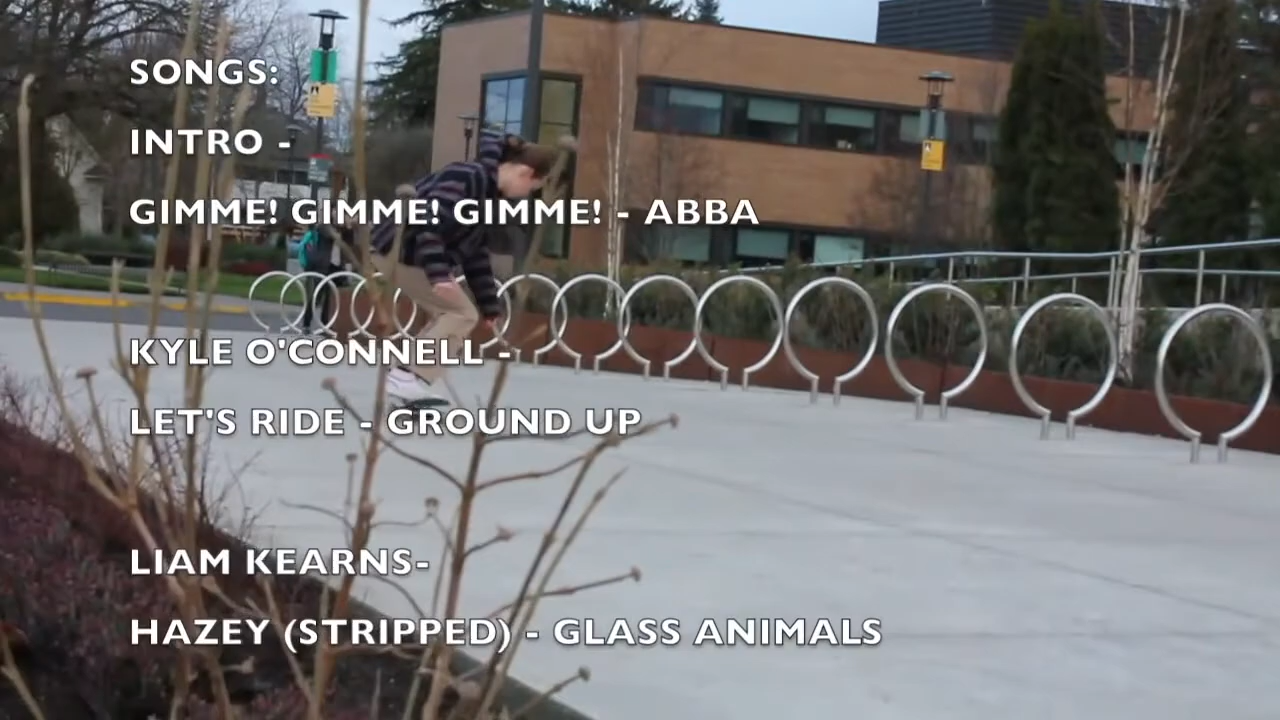 SONGS:
INTRO -
GIMME! GIMME! GIMME! - ABBA
KYLE O'CONNELL -
LET'S RIDE - GROUND UP
LIAM KEARNS-
HAZEY (STRIPPED) - GLASS ANIMALS